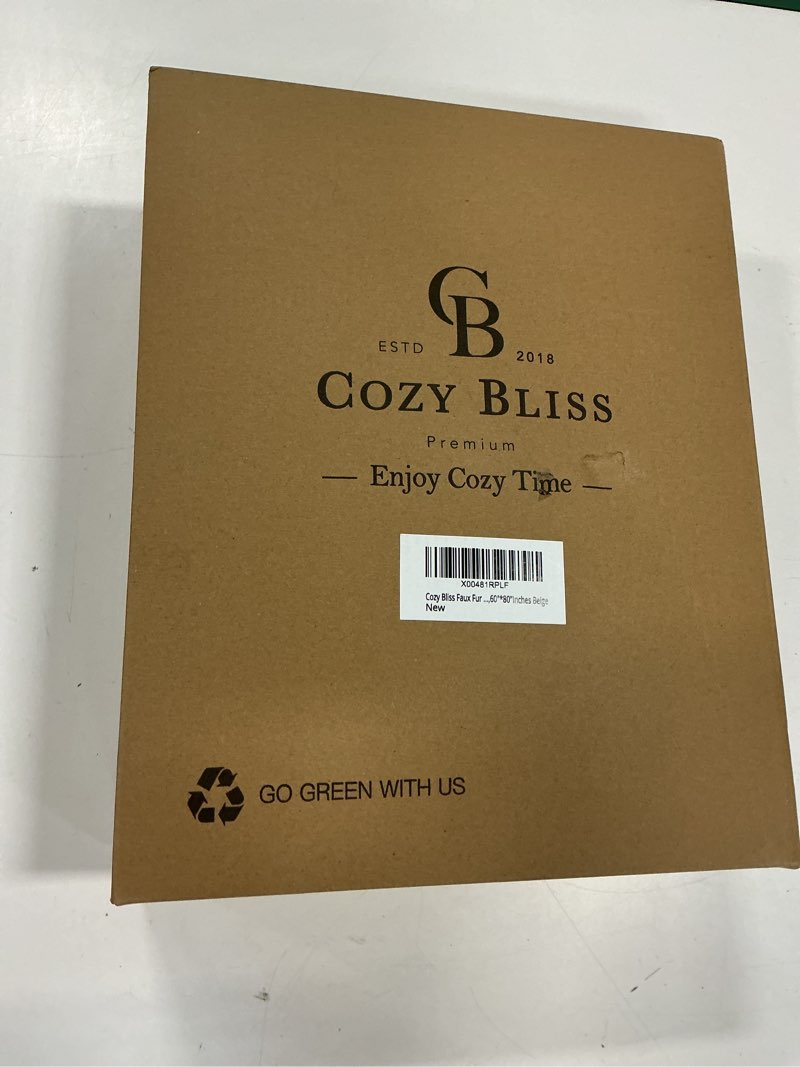 CB
ESTD 2018
COZY BLISS
Premium
— Enjoy Cozy Time —
X00481RPLF
Cozy Bliss Faux Fur ...,60"*80"Inches Beige
New
GO GREEN WITH US